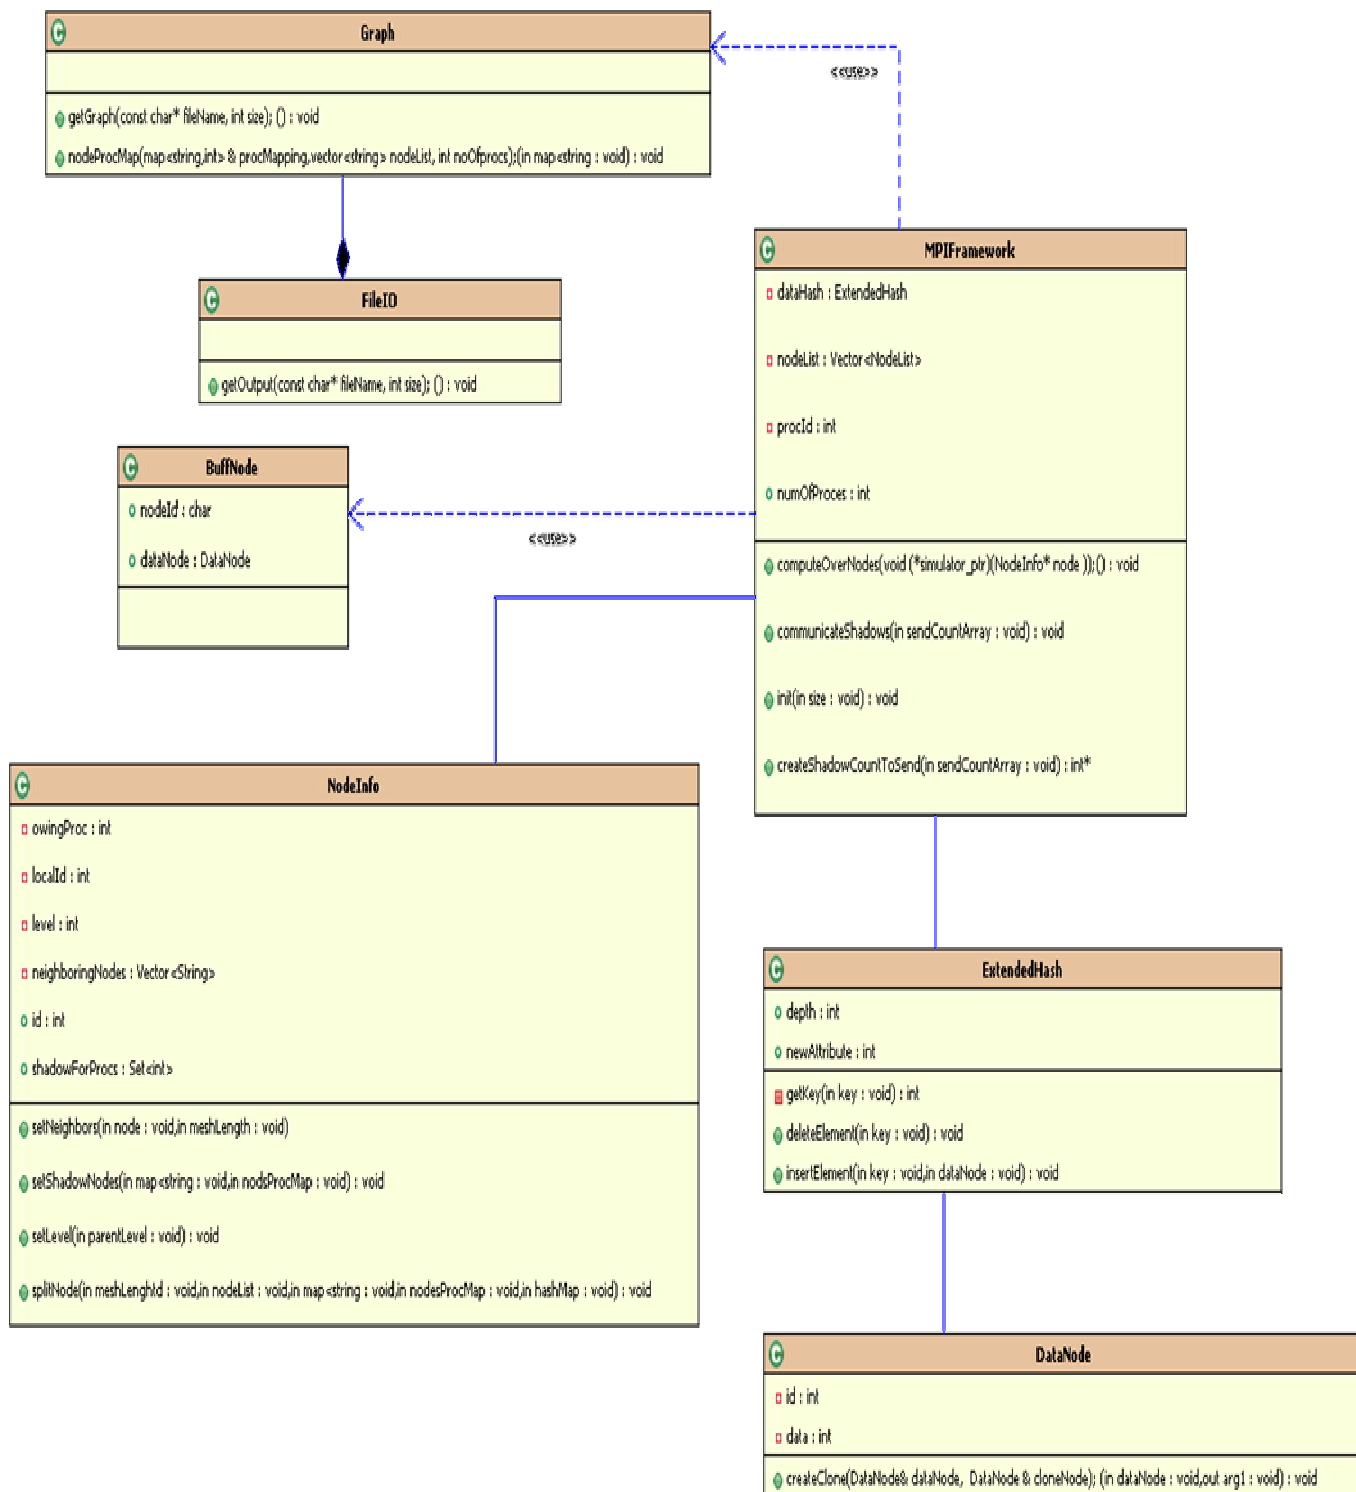 Graph
getGraph(const char* fileName, int size); () : void
nodeProcMap(map<string,int> & procMapping,vector<string> nodeList, int noOfprocs);(in map<string : void) : void
<<use>>
FileIO
getOutput(const char* fileName, int size); () : void
MPIFramework
dataHash : ExtendedHash
nodeList : Vector<NodeList>
procId : int
numOfProces : int
computeOverNodes(void (*simulator_ptr)(NodeInfo* node ));() : void
communicateShadows(in sendCountArray : void) : void
init(in size : void) : void
createShadowCountToSend(in sendCountArray : void) : int*
BuffNode
nodeId : char
dataNode : DataNode
<<use>>
NodeInfo
owingProc : int
localId : int
level : int
neighboringNodes : Vector<String>
id : int
shadowForProcs : Set<int>
setNeighbors(in node : void,in meshLength : void)
setShadowNodes(in map<string : void,in nodsProcMap : void) : void
setLevel(in parentLevel : void) : void
splitNode(in meshLenghtd : void,in nodeList : void,in map<string : void,in nodesProcMap : void,in hashMap : void) : void
ExtendedHash
depth : int
newAttribute : int
getKey(in key : void) : int
deleteElement(in key : void) : void
insertElement(in key : void,in dataNode : void) : void
DataNode
id : int
data : int
createClone(DataNode& dataNode, DataNode & cloneNode); (in dataNode : void,out arg1 : void) : void